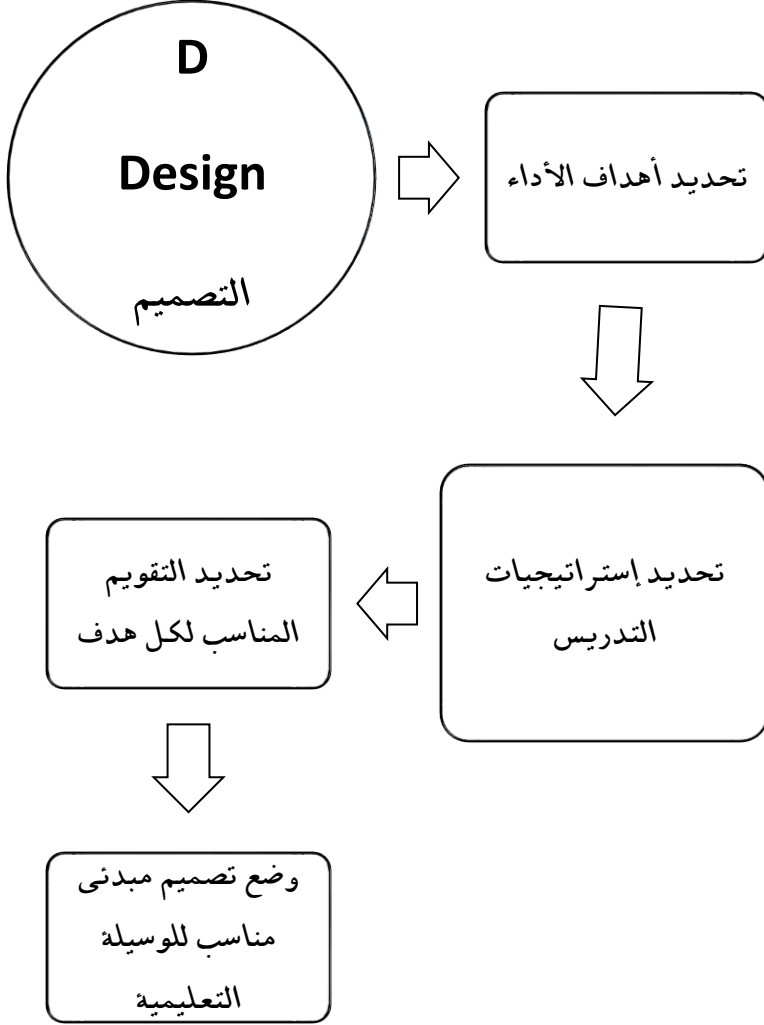 D
Design
التصميم
تحديد أهداف الأداء
تحديد إستراتيجيات
التدريس
تحديد التقويم
المناسب لكل هدف
وضع تصميم مبدئى
مناسب للوسيلة
التعليمية